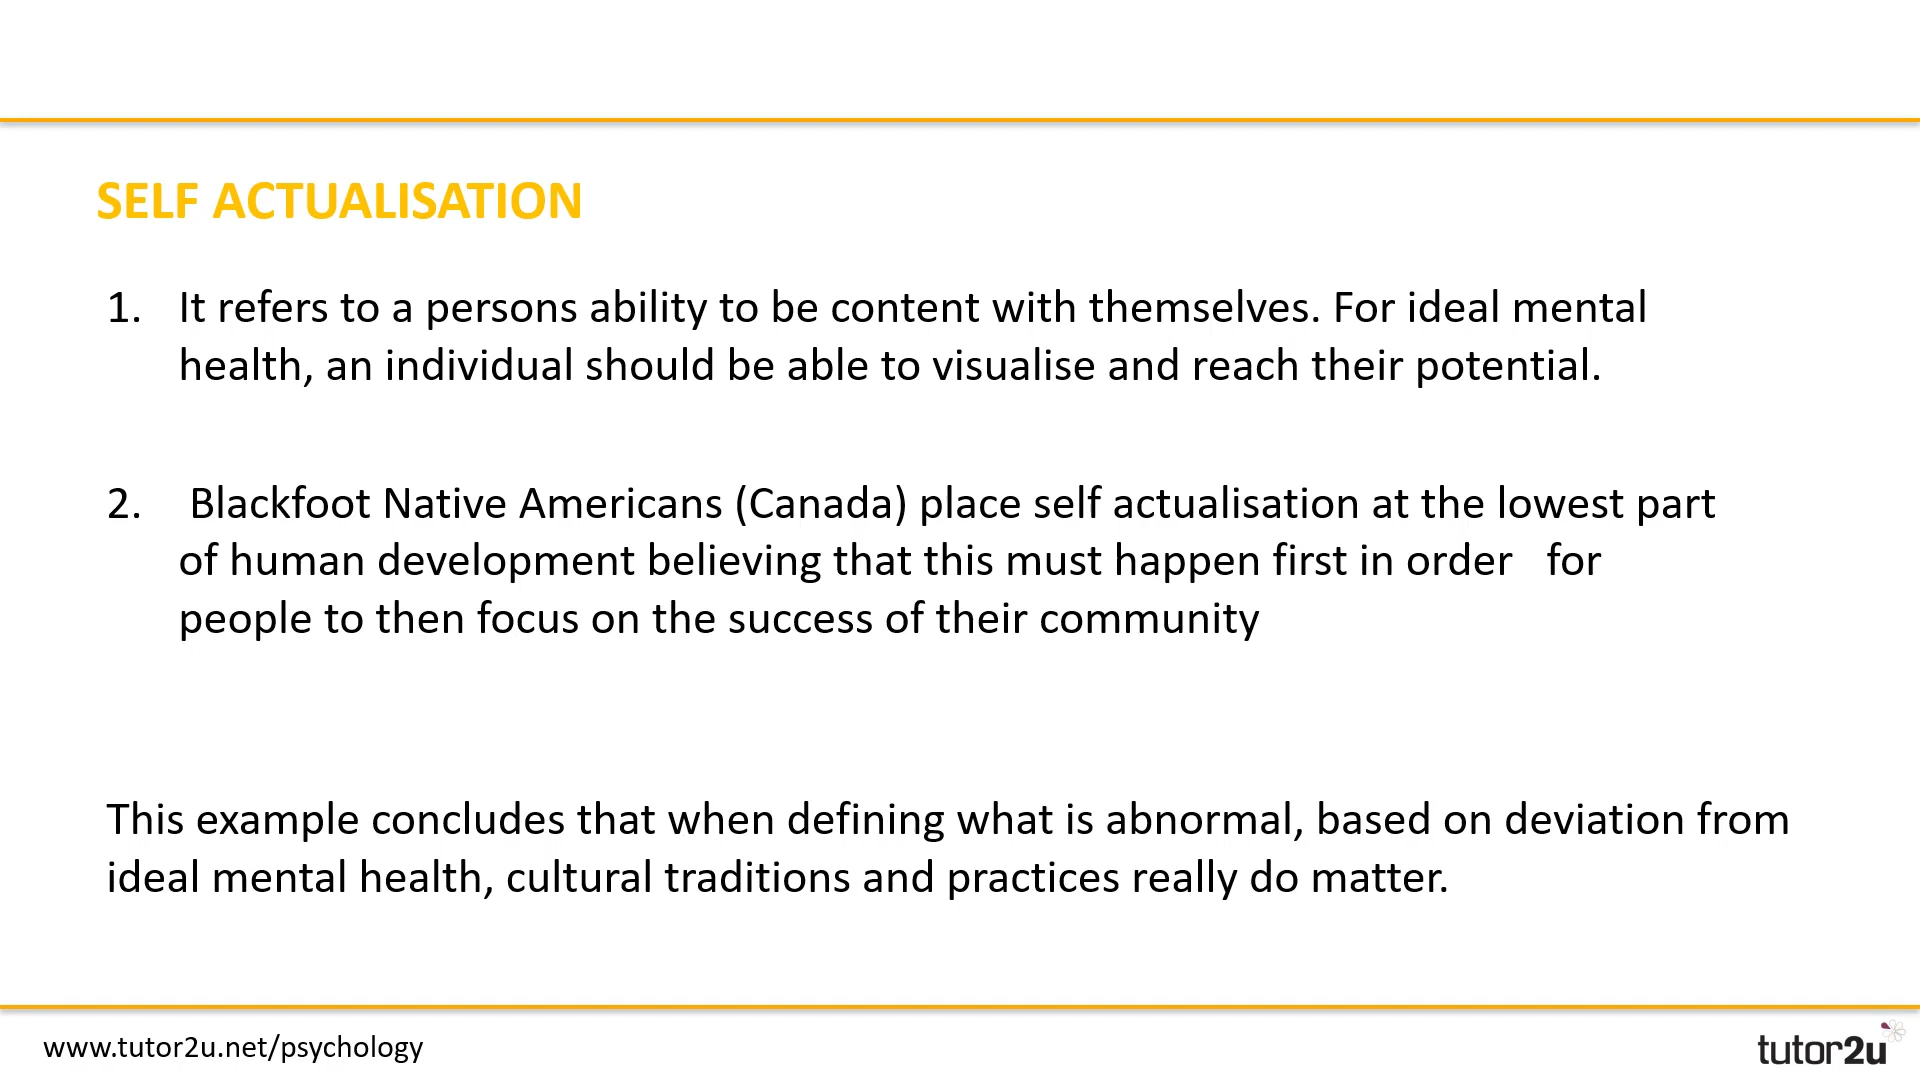 SELF ACTUALISATION
1. It refers to a persons ability to be content with themselves. For ideal mental
health, an individual should be able to visualise and reach their potential.
2. Blackfoot Native Americans (Canada) place self actualisation at the lowest part
of human development believing that this must happen first in order for
people to then focus on the success of their community
This example concludes that when defining what is abnormal, based on deviation from
ideal mental health, cultural traditions and practices really do matter.
www.tutor2u.net/psychology
tutor2u